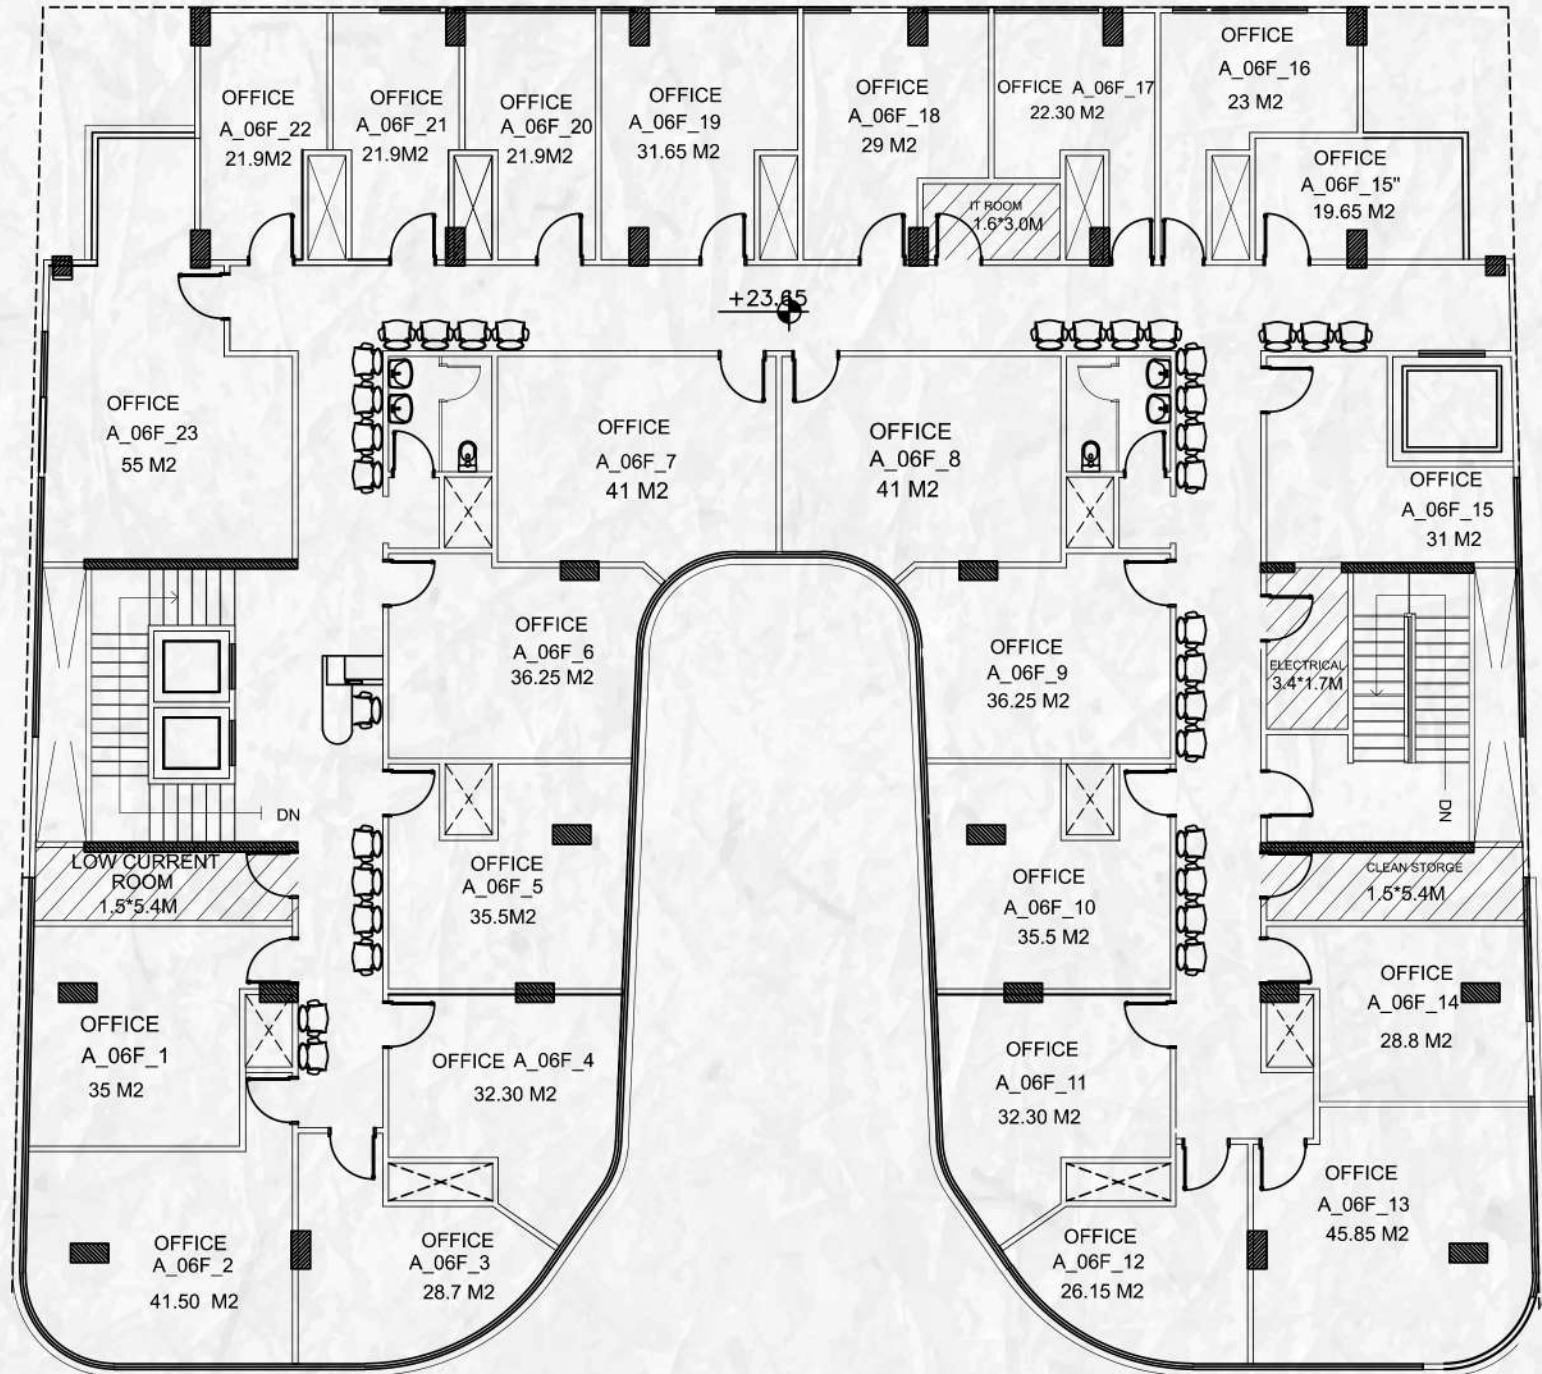 OFFICE
A_06F_22
21.9M2
OFFICE
A_06F_21
21.9M2
OFFICE
A_06F_20
21.9M2
OFFICE
A_06F_19
31.65 M2
OFFICE
A_06F_18
29 M2
OFFICE A_06F_17
22.30 M2
OFFICE
A_06F_16
23 M2
OFFICE
A_06F_15"
19.65 M2
IT ROOM
1.6*3.0M
+23.65
OFFICE
A_06F_23
55 M2
OFFICE
A_06F_7
41 M2
OFFICE
A_06F_8
41 M2
OFFICE
A_06F_15
31 M2
OFFICE
A_06F_6
36.25 M2
OFFICE
A_06F_9
36.25 M2
ELECTRICAL
3.4*1.7M
DN
DN
LOW CURRENT
ROOM
1.5*5.4M
OFFICE
A_06F_5
35.5M2
OFFICE
A_06F_10
35.5 M2
CLEAN STORGE
1.5*5.4M
OFFICE
A_06F_1
35 M2
OFFICE A_06F_4
32.30 M2
OFFICE
A_06F_11
32.30 M2
OFFICE
A_06F_14
28.8 M2
OFFICE
A_06F_2
41.50 M2
OFFICE
A_06F_3
28.7 M2
OFFICE
A_06F_12
26.15 M2
OFFICE
A_06F_13
45.85 M2